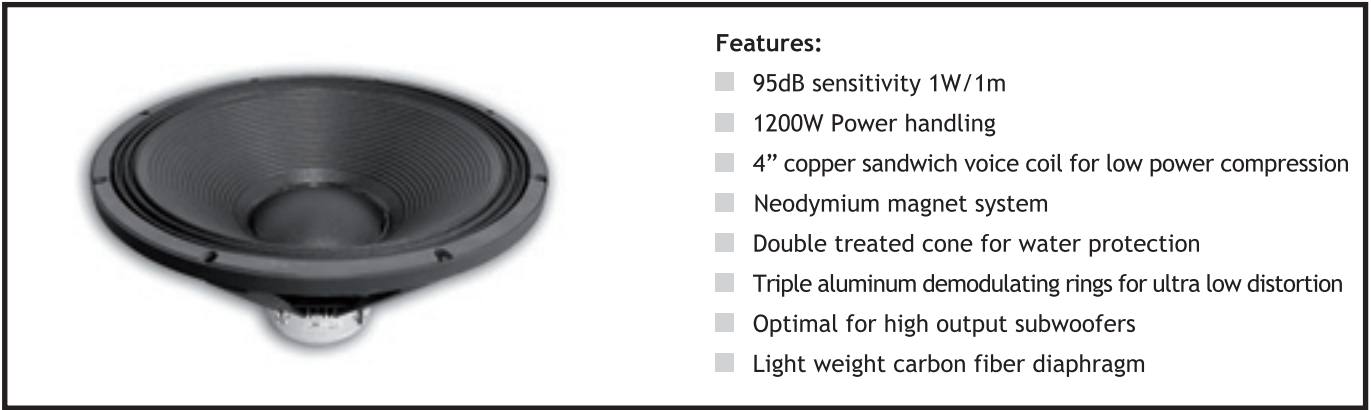 Features:
95dB sensitivity 1W/1m
1200W Power handling
4” copper sandwich voice coil for low power compression
Neodymium magnet system
Double treated cone for water protection
Triple aluminum demodulating rings for ultra low distortion
Optimal for high output subwoofers
Light weight carbon fiber diaphragm